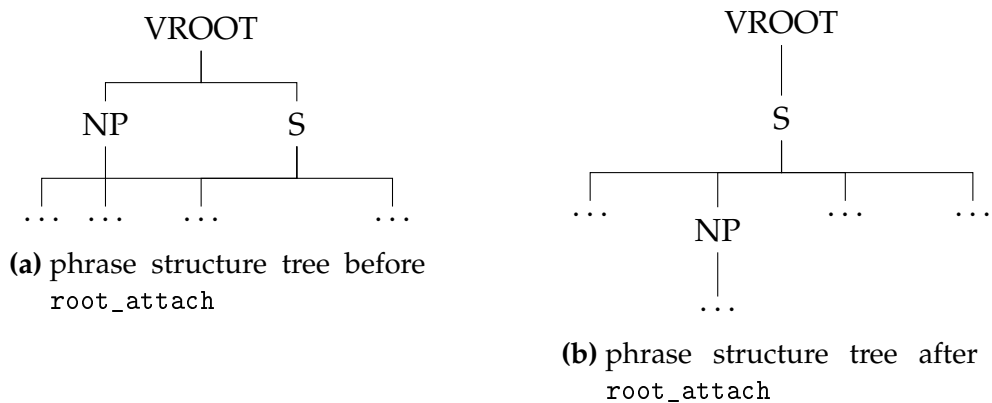 VROOT
NP S
… … … …
(a) phrase structure tree before
root_attach
VROOT
S
… NP … …
…
(b) phrase structure tree after
root_attach